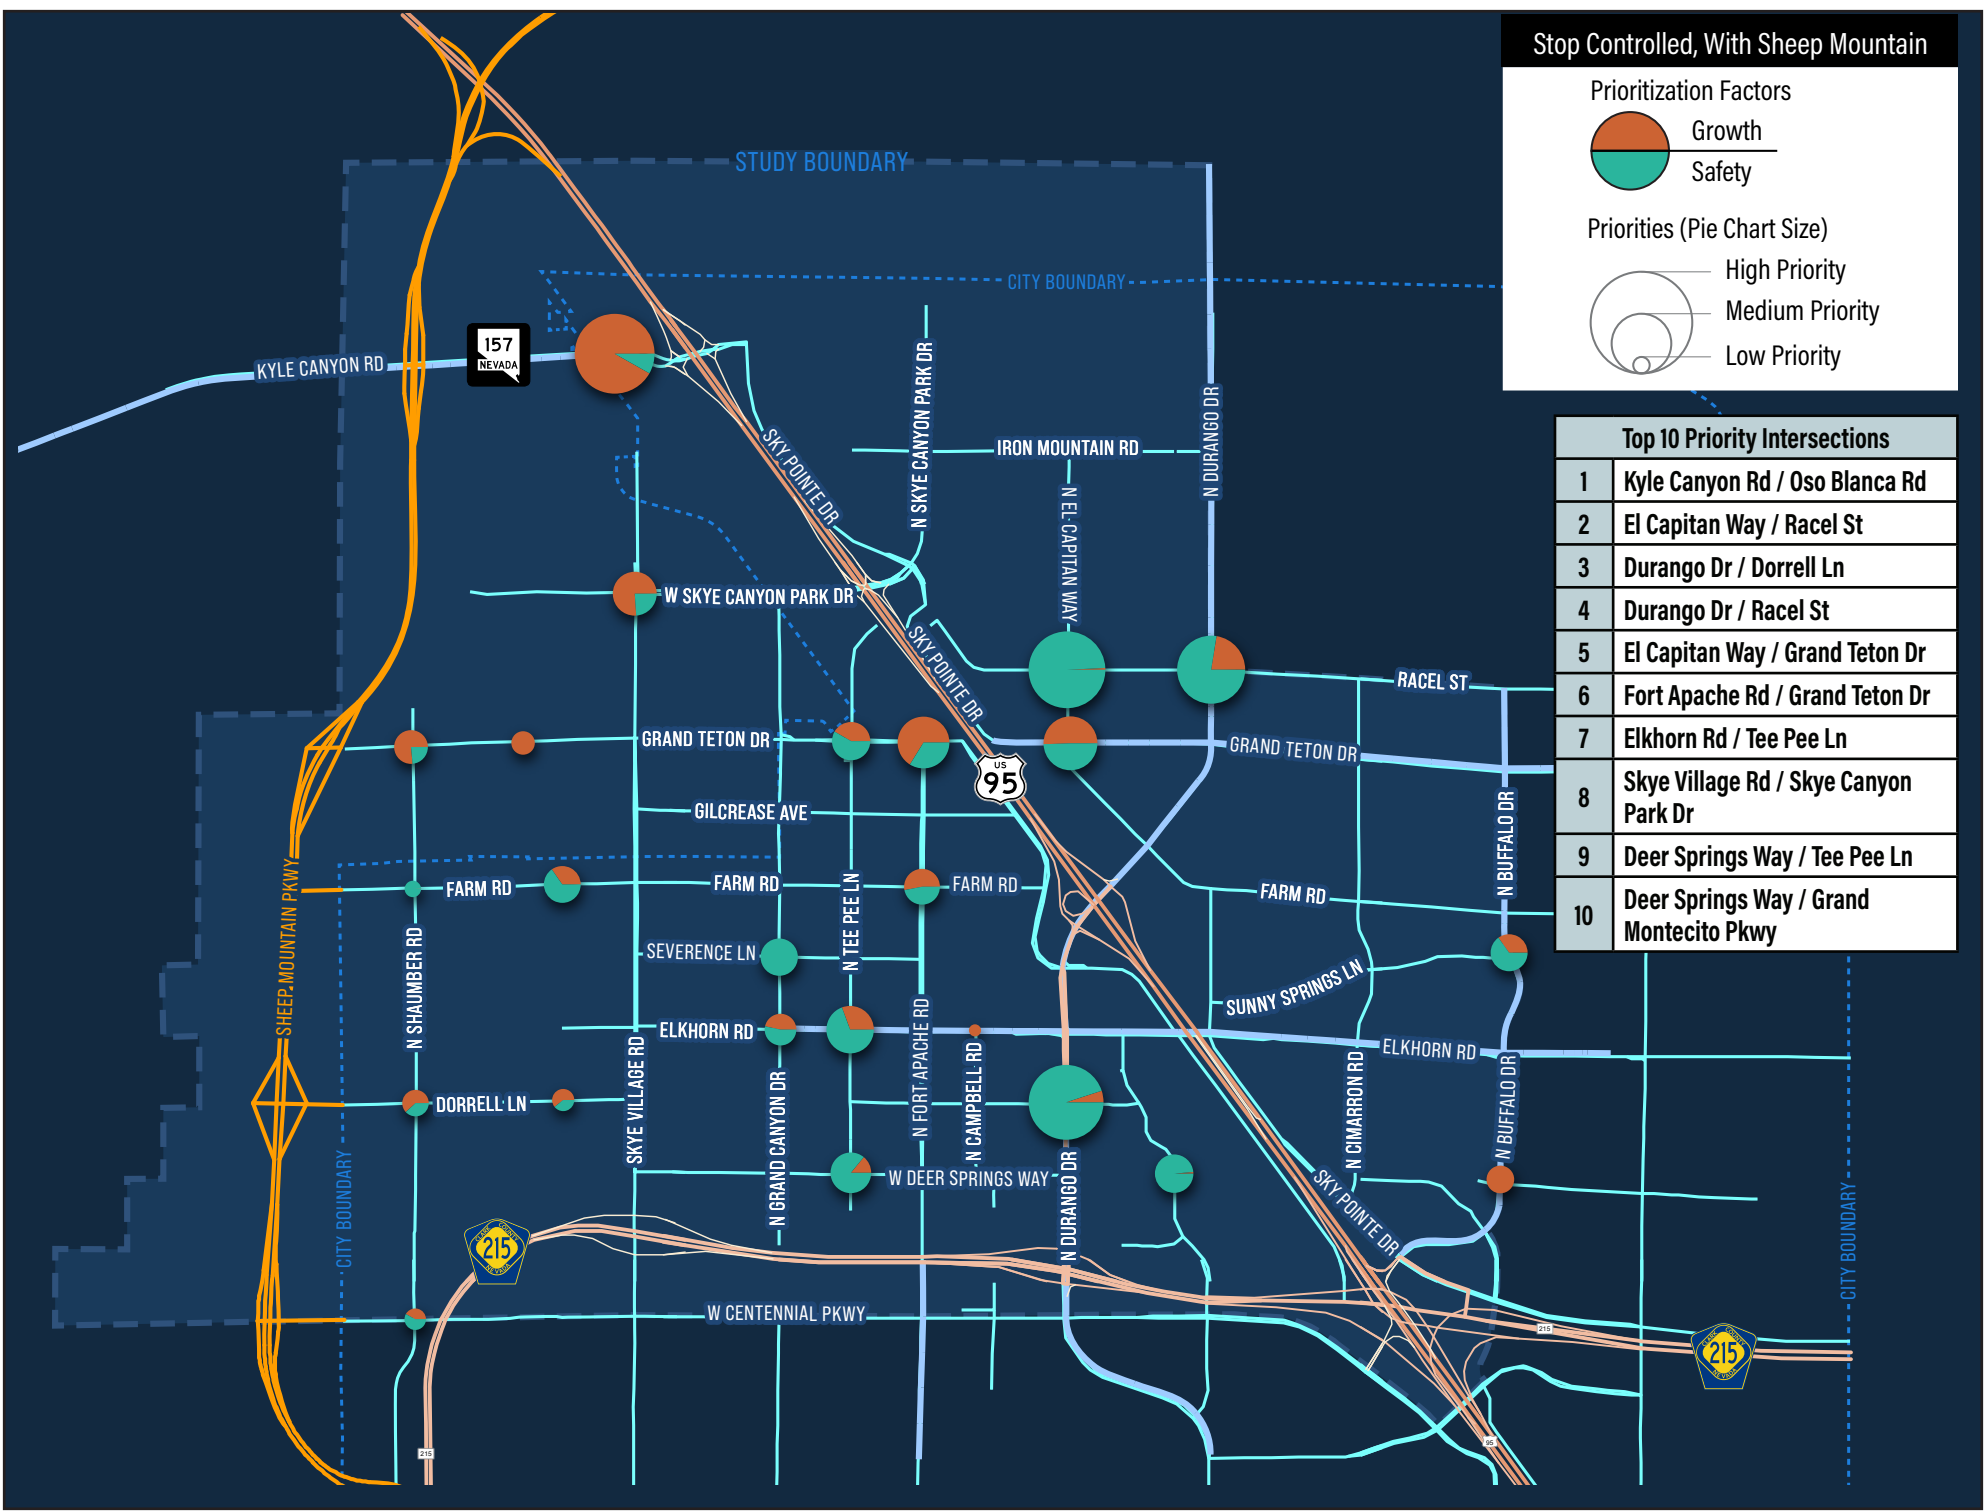 Stop Controlled, With Sheep Mountain
Prioritization Factors
Growth
Safety
Priorities (Pie Chart Size)
High Priority
Medium Priority
Low Priority
Top 10 Priority Intersections
1 Kyle Canyon Rd / Oso Blanca Rd
2 El Capitan Way / Racel St
3 Durango Dr / Dorrell Ln
4 Durango Dr / Racel St
5 El Capitan Way / Grand Teton Dr
6 Fort Apache Rd / Grand Teton Dr
7 Elkhorn Rd / Tee Pee Ln
8 Skye Village Rd / Skye Canyon
Park Dr
9 Deer Springs Way / Tee Pee Ln
10 Deer Springs Way / Grand
Montecito Pkwy
STUDY BOUNDARY
CITY BOUNDARY
KYLE CANYON RD
157
NEVADA
SKY POINTE DR
N SKYE CANYON PARK DR
IRON MOUNTAIN RD
N DURANGO DR
N EL CAPITAN WAY
W SKYE CANYON PARK DR
SKY POINTE DR
RACEL ST
GRAND TETON DR
US
95
GRAND TETON DR
GILCREASE AVE
N BUFFALO DR
SHEEP MOUNTAIN PKWY
FARM RD
FARM RD
FARM RD
FARM RD
N TEE PEE LN
N SHAUMBER RD
SEVERENCE LN
SUNNY SPRINGS LN
ELKHORN RD
ELKHORN RD
N FORT APACHE RD
N CAMPBELL RD
SKYE VILLAGE RD
N GRAND CANYON DR
N CIMARRON RD
N BUFFALO DR
DORRELL LN
W DEER SPRINGS WAY
N DURANGO DR
SKY POINTE DR
CITY BOUNDARY
CITY BOUNDARY
CLARK COUNTY
215
NEVADA
W CENTENNIAL PKWY
215
CLARK COUNTY
215
NEVADA
215
95